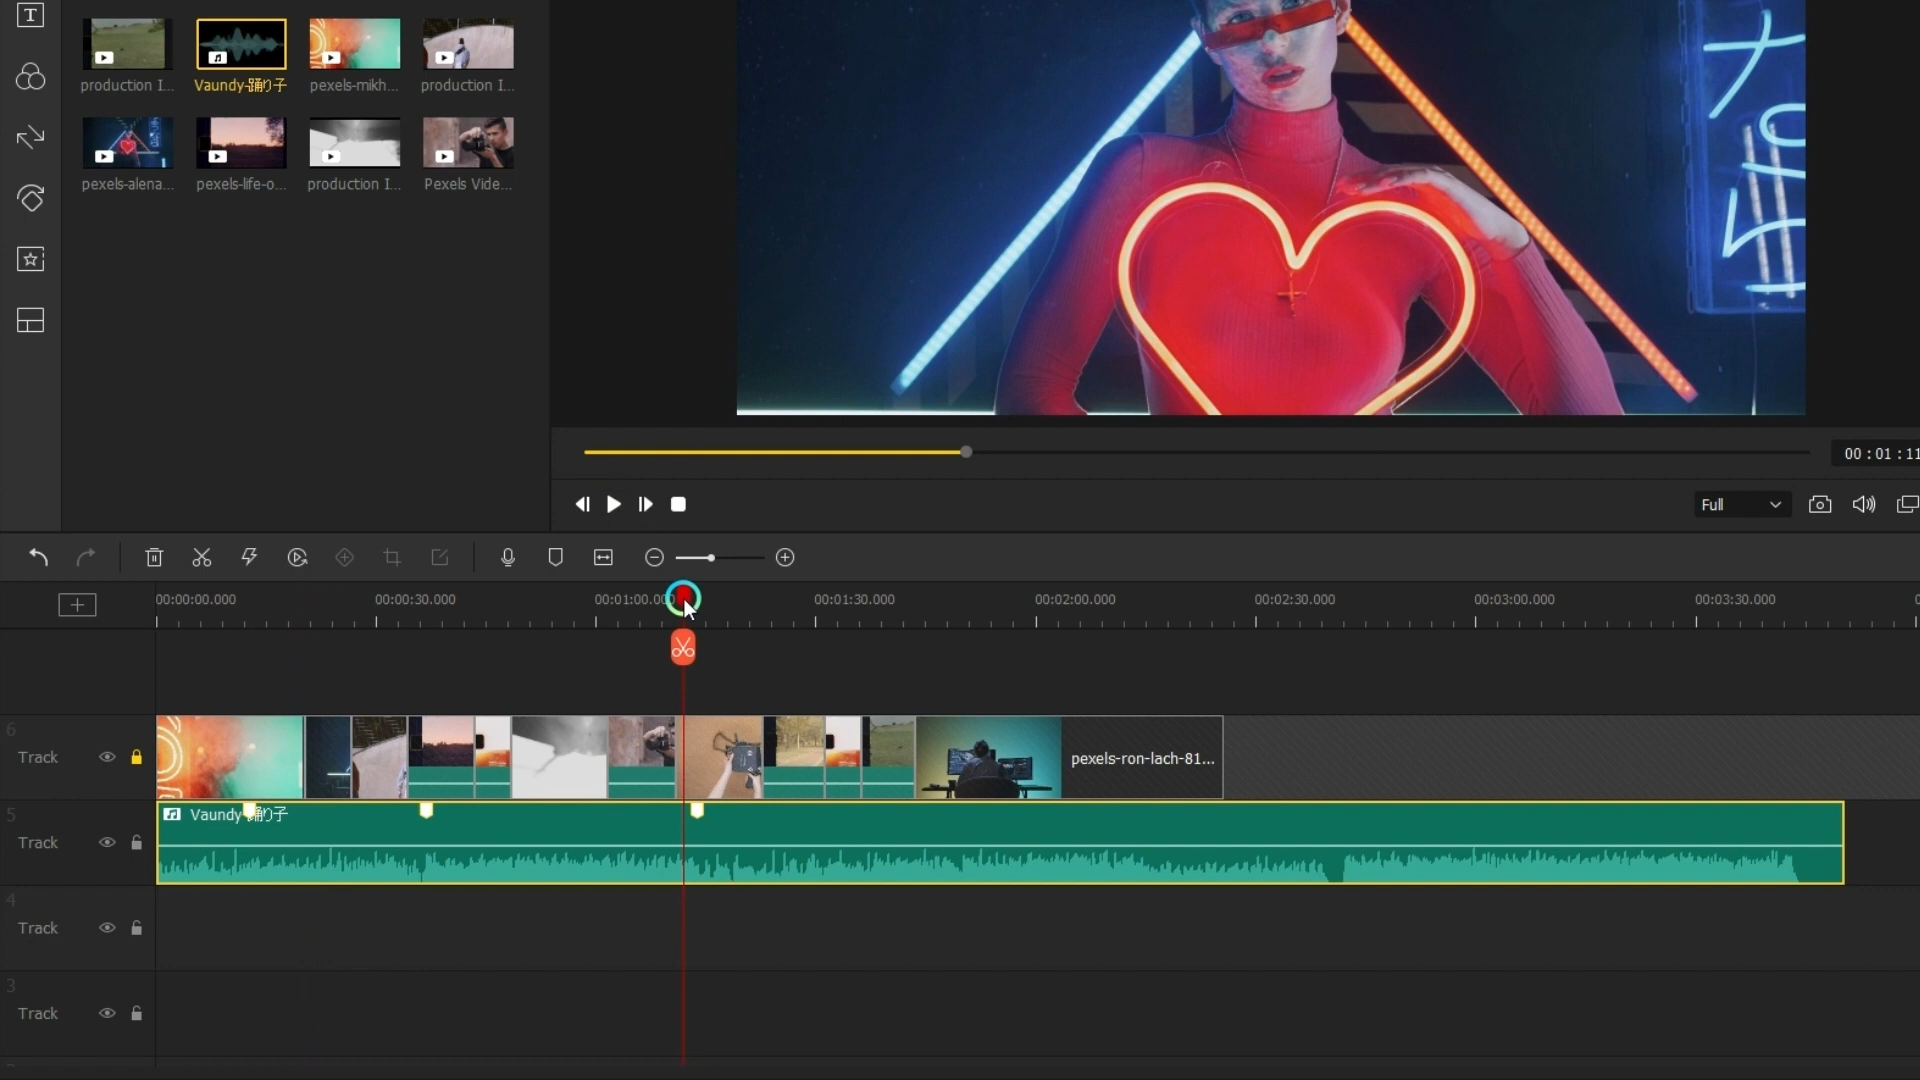 T
production I...
Vaundy-踊り子
pexels-mikh...
production I...
pexels-alena...
pexels-life-o...
production I...
Pexels Vide...
00 : 01 : 11
Full
00:00:00.000
00:00:30.000
00:01:00.000
00:01:30.000
00:02:00.000
00:02:30.000
00:03:00.000
00:03:30.000
6
Track
pexels-ron-lach-81...
5
Track
Vaundy-踊り子
4
Track
3
Track